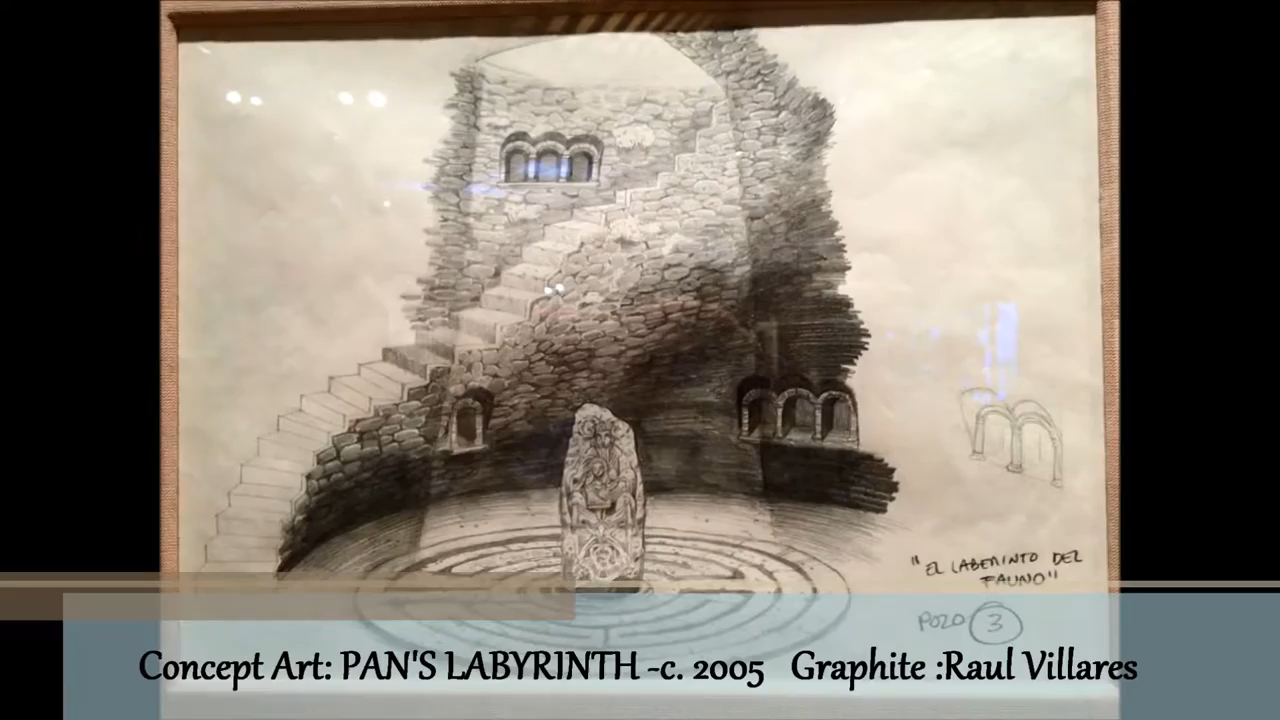 "EL LABERINTO DEL
FAUNO"
POZO 3
Concept Art: PAN'S LABYRINTH -c. 2005 Graphite :Raul Villares